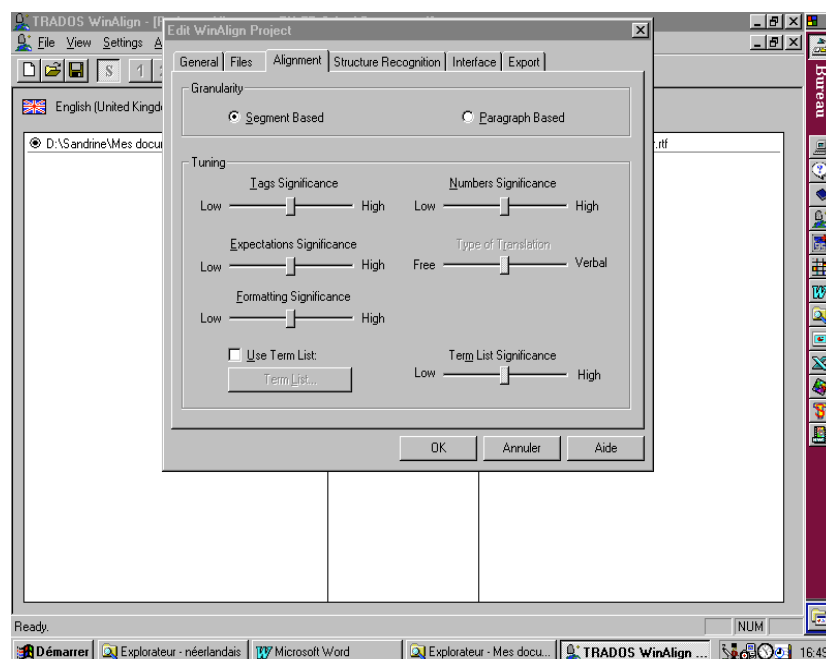 TRADOS WinAlign - [
Edit WinAlign Project
File View Settings A
General Files Alignment Structure Recognition Interface Export
S 1
Granularity
English (United Kingd
Segment Based Paragraph Based
D:\Sandrine\Mes docu
.rtf
Tuning
Tags Significance Numbers Significance
Low High Low High
Expectations Significance Type of Translation
Low High Free Verbal
Formatting Significance
Low High
Use Term List: Term List Significance
Term List... Low High
OK Annuler Aide
Bureau
Ready. NUM
Démarrer Explorateur - néerlandais Microsoft Word Explorateur - Mes docu... TRADOS WinAlign ... 16:49